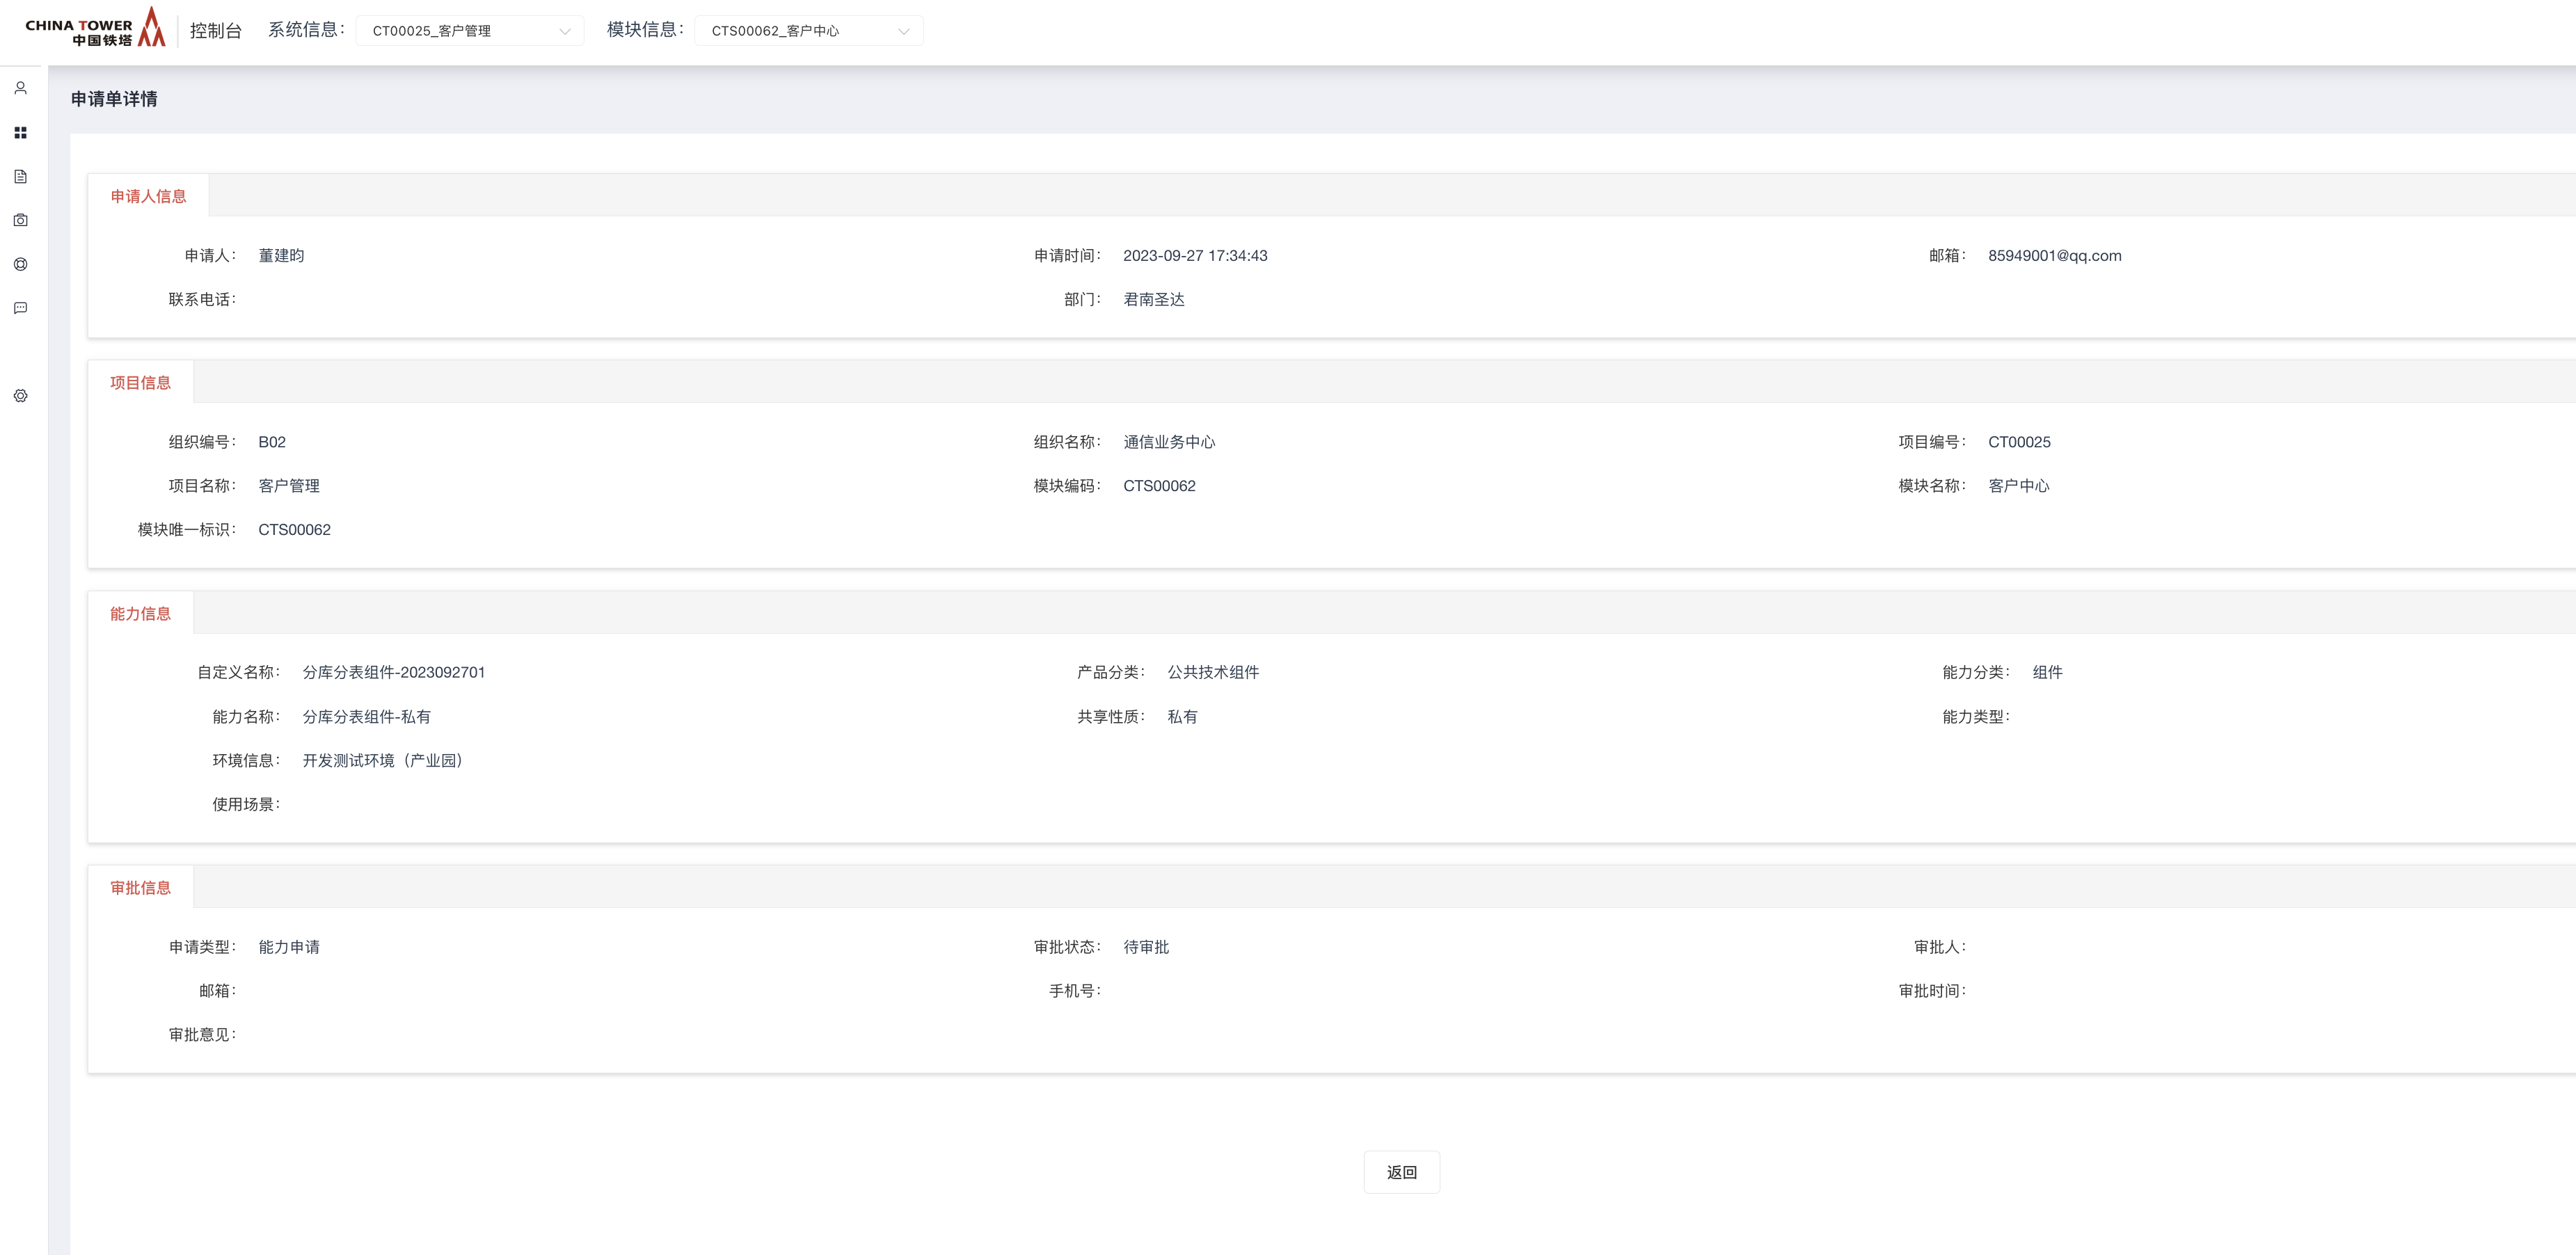 CHINA TOWER
中国铁塔
控制台 系统信息： CT00025_客户管理 模块信息： CTS00062_客户中心
申请单详情
申请人信息
申请人： 董建昀 申请时间： 2023-09-27 17:34:43 邮箱： 85949001@qq.com
联系电话： 部门： 君南圣达
项目信息
组织编号： B02 组织名称： 通信业务中心 项目编号： CT00025
项目名称： 客户管理 模块编码： CTS00062 模块名称： 客户中心
模块唯一标识： CTS00062
能力信息
自定义名称： 分库分表组件-2023092701 产品分类： 公共技术组件 能力分类： 组件
能力名称： 分库分表组件-私有 共享性质： 私有 能力类型：
环境信息： 开发测试环境（产业园）
使用场景：
审批信息
申请类型： 能力申请 审批状态： 待审批 审批人：
邮箱： 手机号： 审批时间：
审批意见：
返回